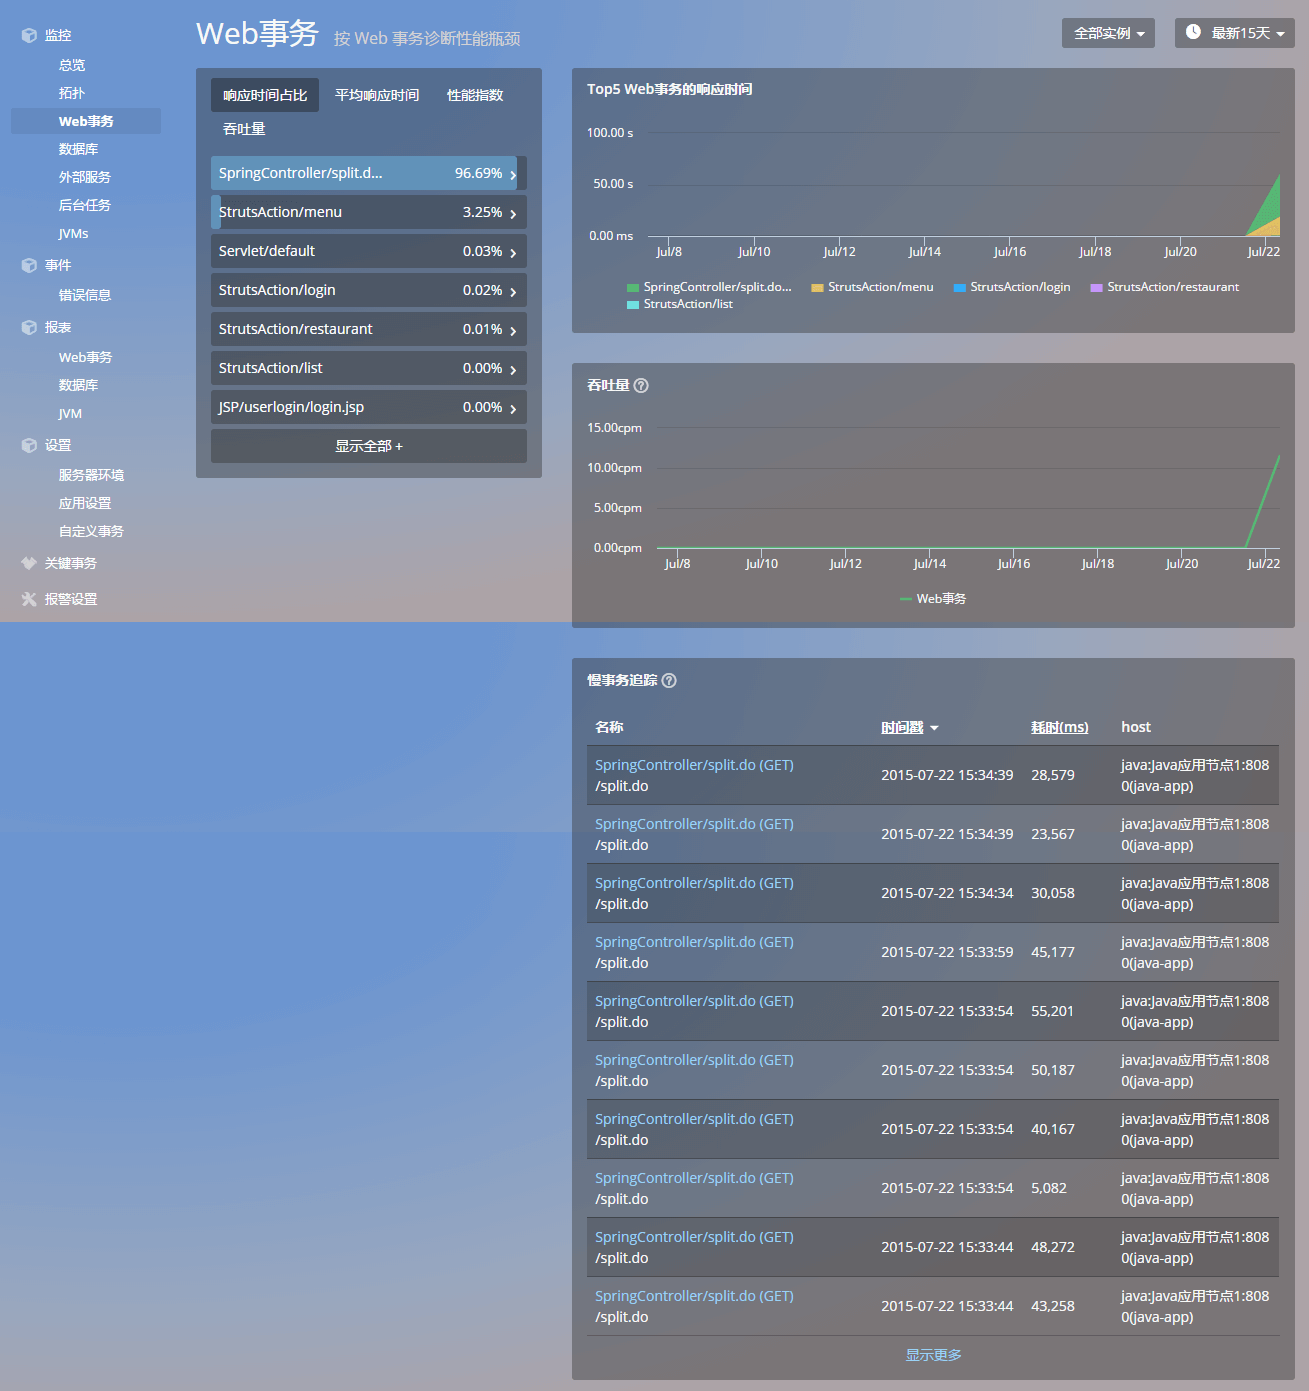 监控
总览
拓扑
Web事务
数据库
外部服务
后台任务
JVMs
事件
错误信息
报表
Web事务
数据库
JVM
设置
服务器环境
应用设置
自定义事务
关键事务
报警设置
Web事务 按 Web 事务诊断性能瓶颈
全部实例 最新15天
响应时间占比 平均响应时间 性能指数
吞吐量
SpringController/split.d... 96.69%
StrutsAction/menu 3.25%
Servlet/default 0.03%
StrutsAction/login 0.02%
StrutsAction/restaurant 0.01%
StrutsAction/list 0.00%
JSP/userlogin/login.jsp 0.00%
显示全部 +
Top5 Web事务的响应时间
100.00 s
50.00 s
0.00 ms
Jul/8 Jul/10 Jul/12 Jul/14 Jul/16 Jul/18 Jul/20 Jul/22
SpringController/split.do... StrutsAction/menu StrutsAction/login StrutsAction/restaurant
StrutsAction/list
吞吐量 ?
15.00cpm
10.00cpm
5.00cpm
0.00cpm
Jul/8 Jul/10 Jul/12 Jul/14 Jul/16 Jul/18 Jul/20 Jul/22
Web事务
慢事务追踪 ?
名称 时间戳 耗时(ms) host
SpringController/split.do (GET)
/split.do
2015-07-22 15:34:39 28,579
java:Java应用节点1:808
0(java-app)
SpringController/split.do (GET)
/split.do
2015-07-22 15:34:39 23,567
java:Java应用节点1:808
0(java-app)
SpringController/split.do (GET)
/split.do
2015-07-22 15:34:34 30,058
java:Java应用节点1:808
0(java-app)
SpringController/split.do (GET)
/split.do
2015-07-22 15:33:59 45,177
java:Java应用节点1:808
0(java-app)
SpringController/split.do (GET)
/split.do
2015-07-22 15:33:54 55,201
java:Java应用节点1:808
0(java-app)
SpringController/split.do (GET)
/split.do
2015-07-22 15:33:54 50,187
java:Java应用节点1:808
0(java-app)
SpringController/split.do (GET)
/split.do
2015-07-22 15:33:54 40,167
java:Java应用节点1:808
0(java-app)
SpringController/split.do (GET)
/split.do
2015-07-22 15:33:54 5,082
java:Java应用节点1:808
0(java-app)
SpringController/split.do (GET)
/split.do
2015-07-22 15:33:44 48,272
java:Java应用节点1:808
0(java-app)
SpringController/split.do (GET)
/split.do
2015-07-22 15:33:44 43,258
java:Java应用节点1:808
0(java-app)
显示更多